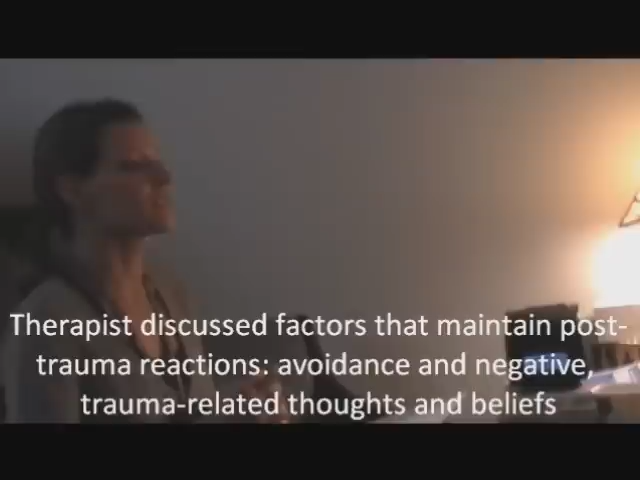 Therapist discussed factors that maintain post-
trauma reactions: avoidance and negative,
trauma-related thoughts and beliefs